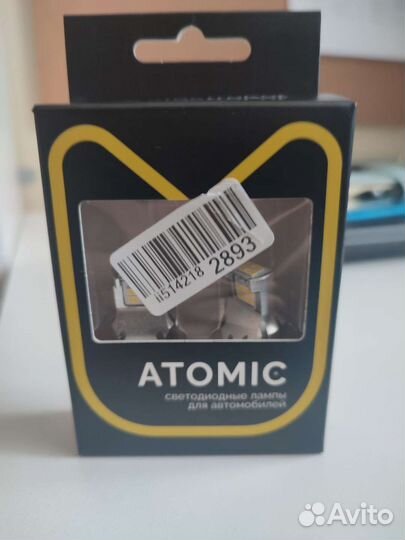 #514218 2893
ATOMIC
светодиодные лампы
для автомобилей
Avito